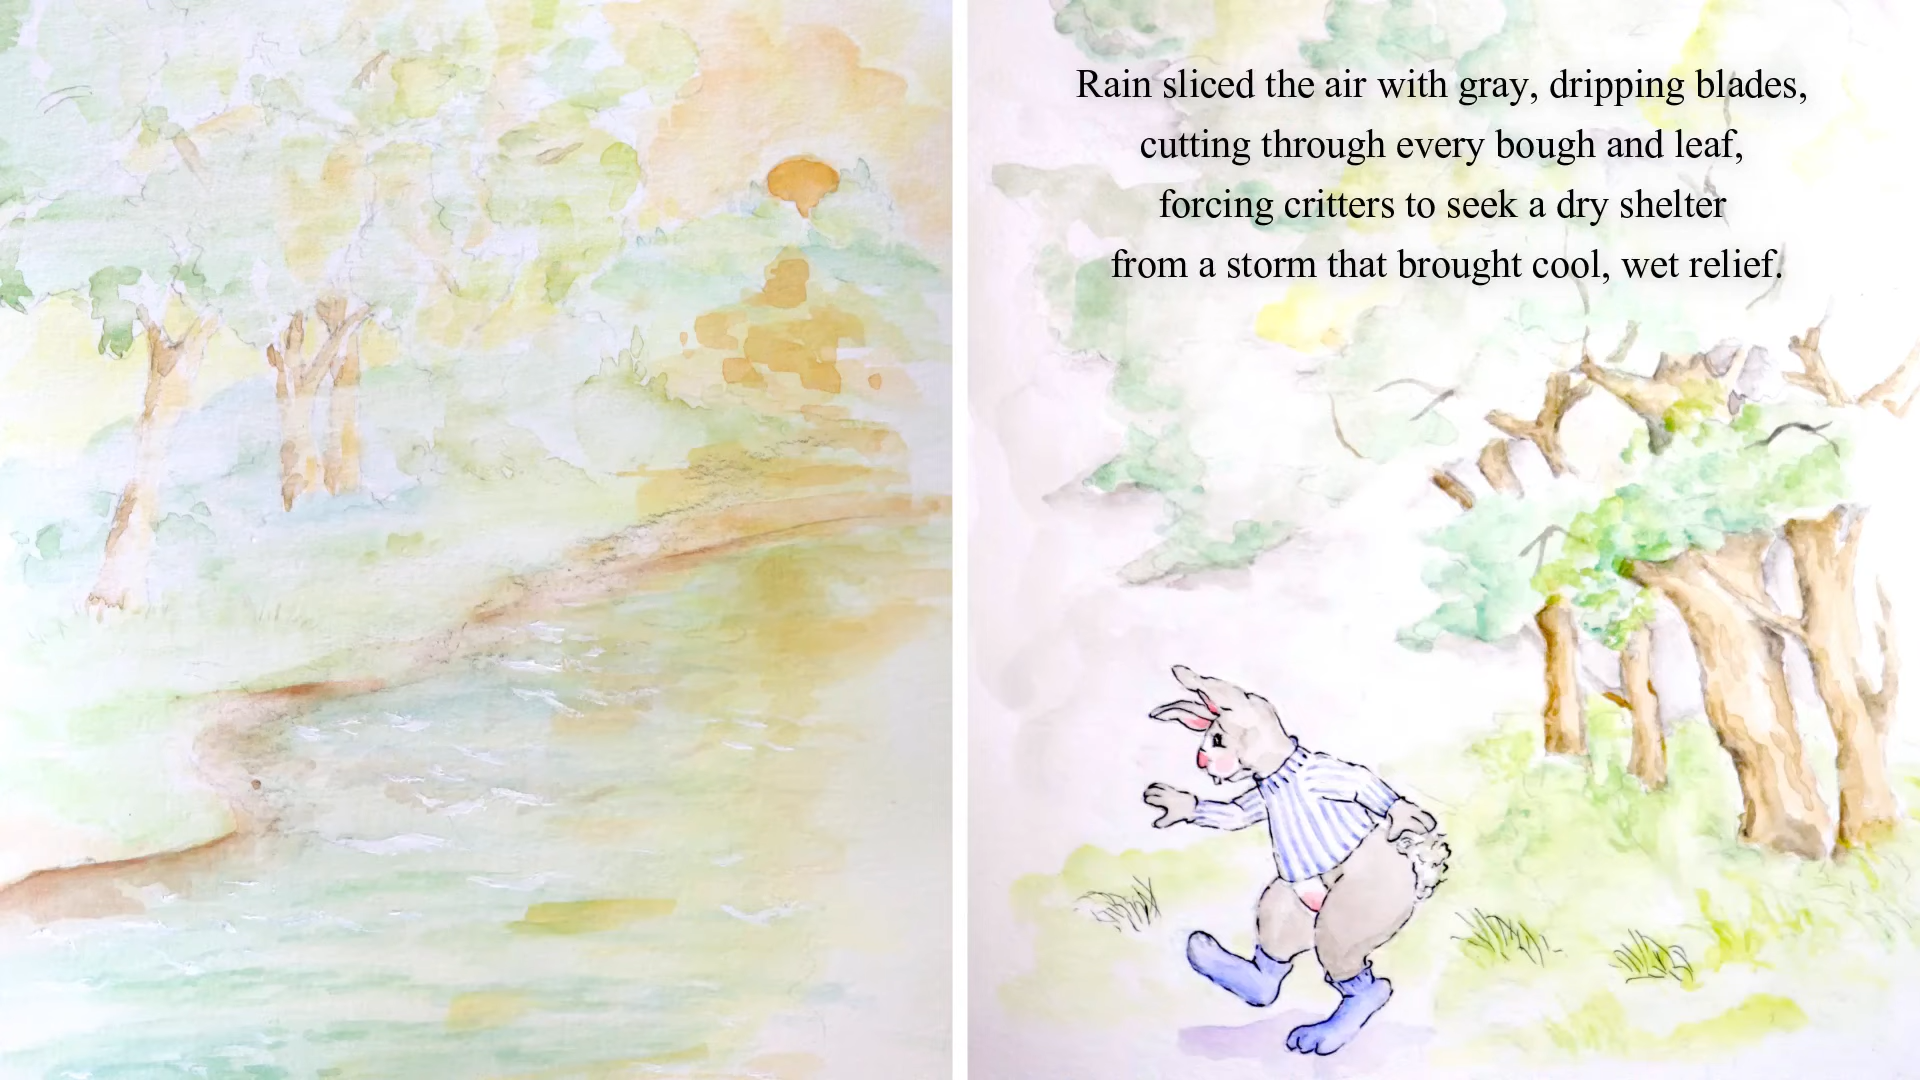 Rain sliced the air with gray, dripping blades,
cutting through every bough and leaf,
forcing critters to seek a dry shelter
from a storm that brought cool, wet relief.